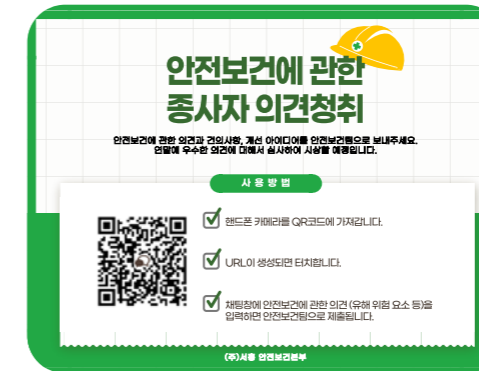 안전보건에 관한
종사자 의견청취
안전보건에 관한 의견과 건의사항, 개선 아이디어를 안전보건팀으로 보내주세요.
연말에 우수한 의견에 대해서 심사하여 시상할 예정입니다.
사용방법
핸드폰 카메라를 QR코드에 가져갑니다.
URL이 생성되면 터치합니다.
채팅창에 안전보건에 관한 의견 (유해 위험 요소 등)을
입력하면 안전보건팀으로 제출됩니다.
(주)서흥 안전보건본부